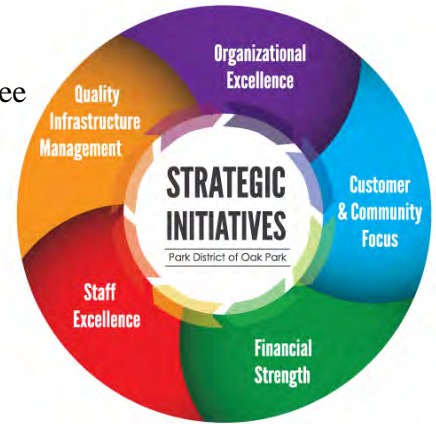 ee
Organizational
Excellence
Quality
Infrastructure
Management
STRATEGIC
INITIATIVES
Park District of Oak Park
Customer
& Community
Focus
Staff
Excellence
Financial
Strength